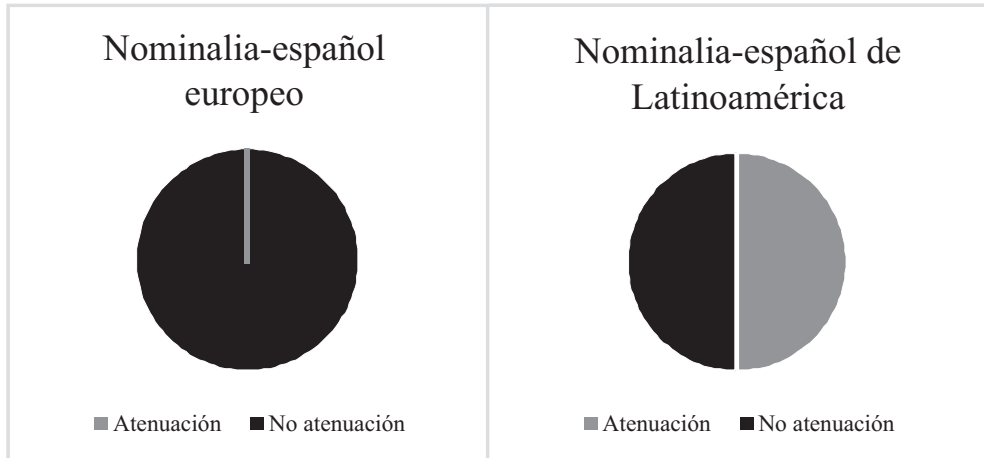 Nominalia-español
europeo
Atenuación No atenuación
Nominalia-español de
Latinoamérica
Atenuación No atenuación